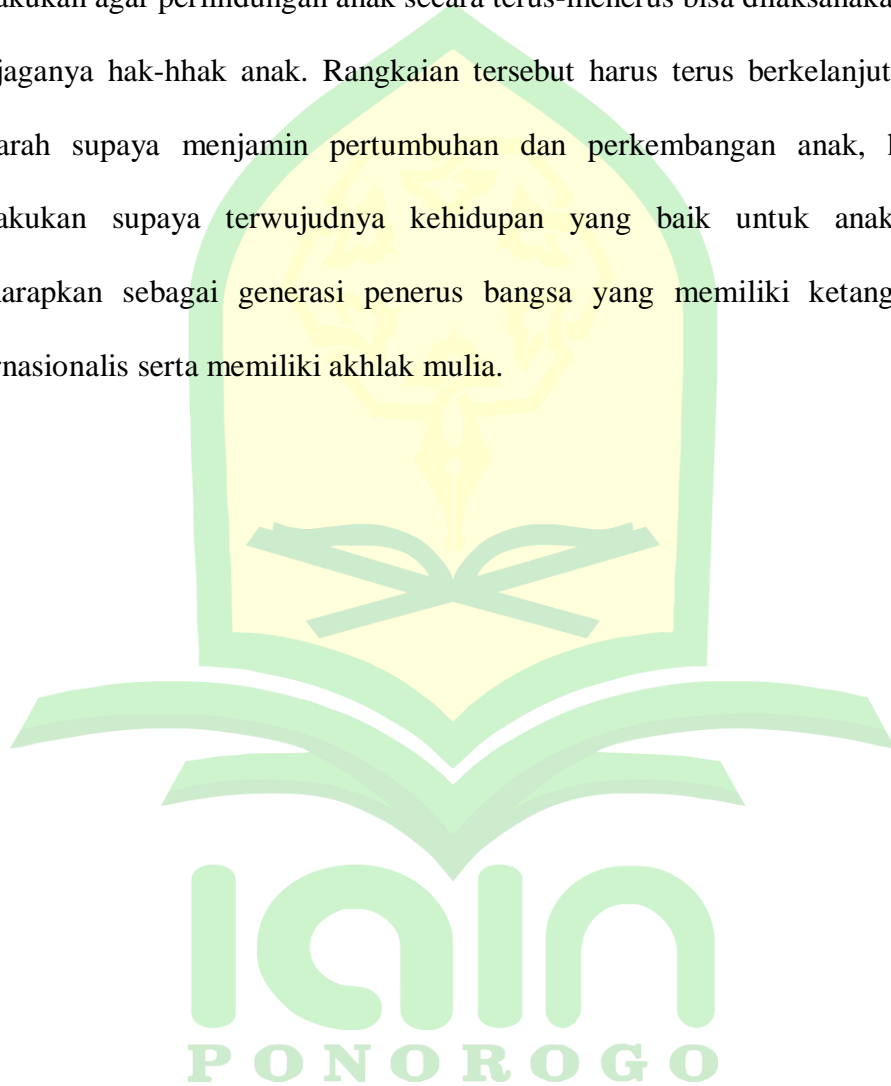 akukan agar perlindungan anak secara terus-menerus bisa dilaksanaka
jaganya hak-hhak anak. Rangkaian tersebut harus terus berkelanjut
arah supaya menjamin pertumbuhan dan perkembangan anak,
akukan supaya terwujudnya kehidupan yang baik untuk anak
arapkan sebagai generasi penerus bangsa yang memiliki ketang
rnasionalis serta memiliki akhlak mulia.
iain
PONOROGO